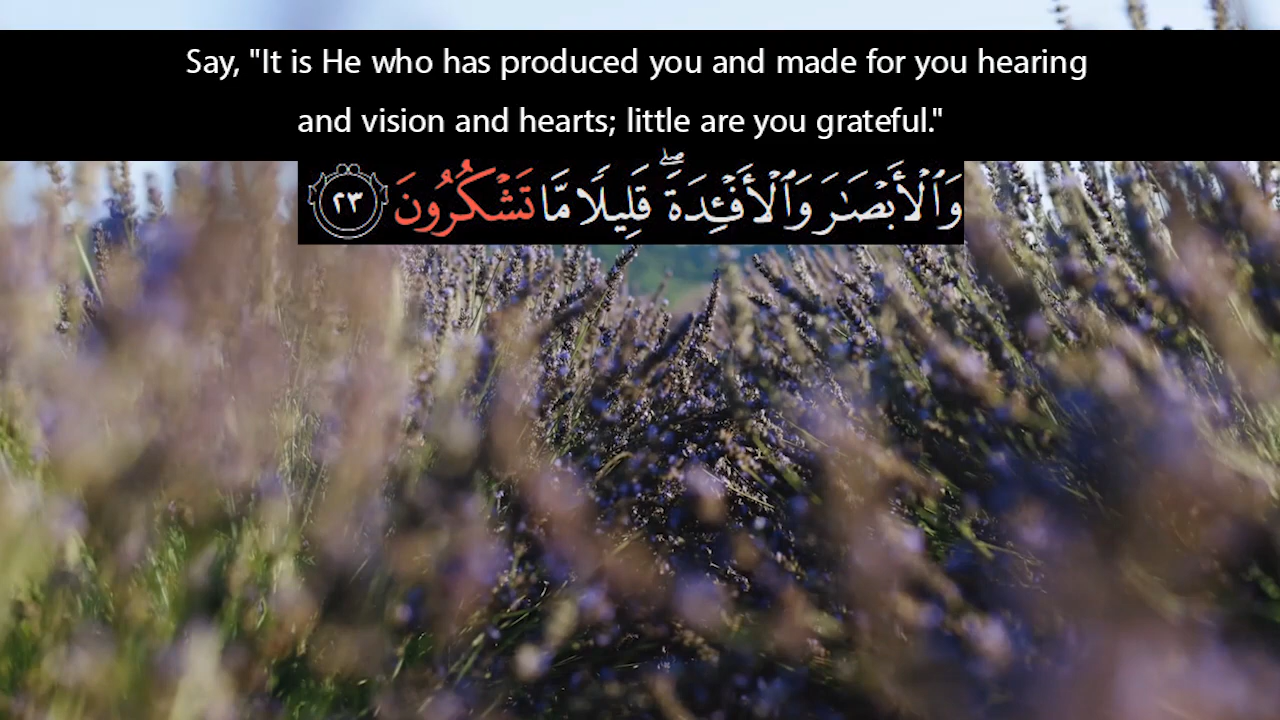 Say, "It is He who has produced you and made for you hearing
and vision and hearts; little are you grateful."
وَٱلْأَبْصَـٰرَ وَٱلْأَفْـِٔدَةَ ۖ قَلِيلًا مَّا تَشْكُرُونَ ٢٣